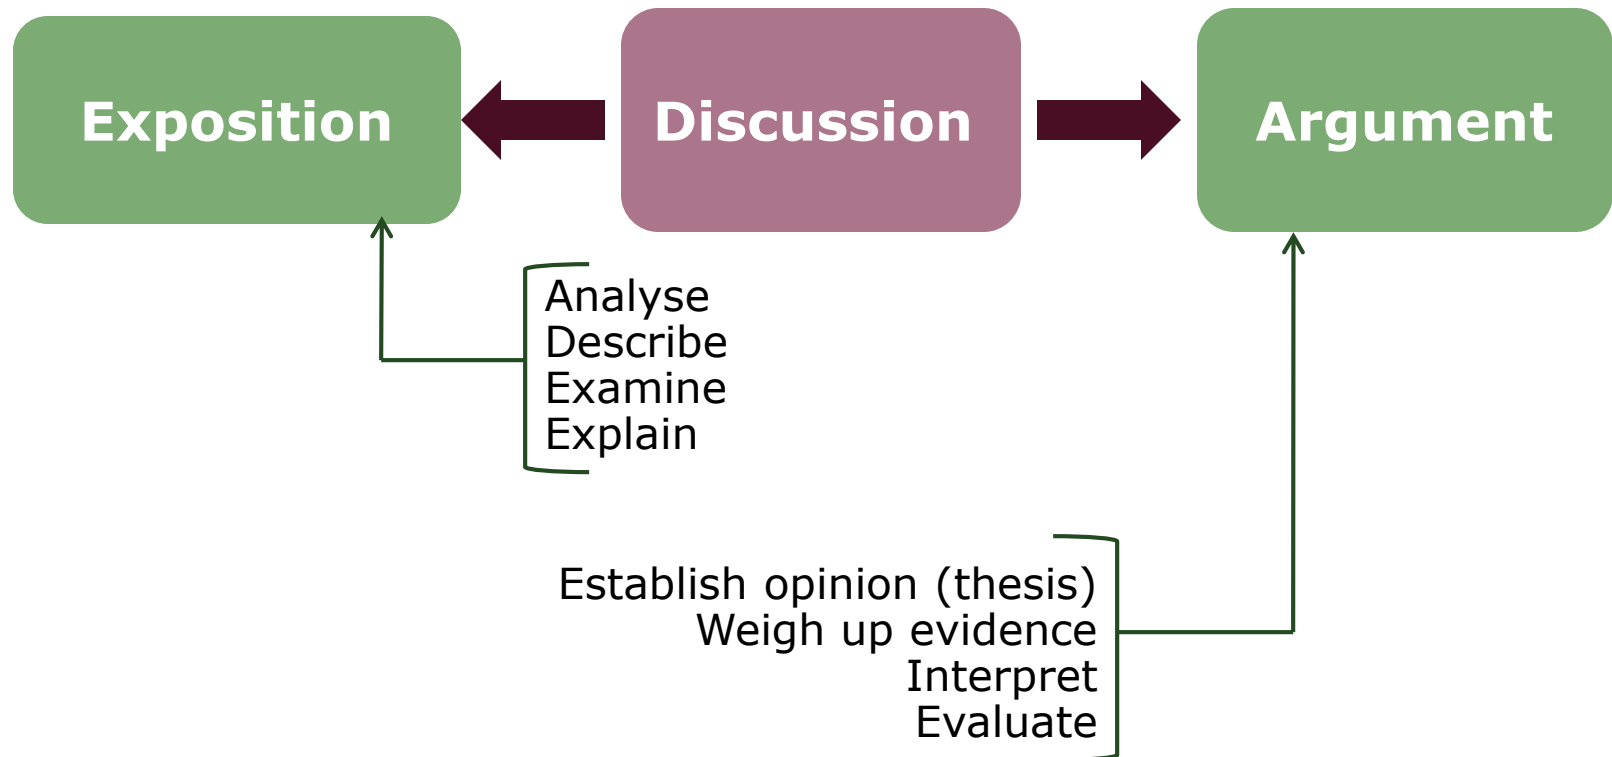 Exposition
Discussion
Argument
Analyse
Describe
Examine
Explain
Establish opinion (thesis)
Weigh up evidence
Interpret
Evaluate